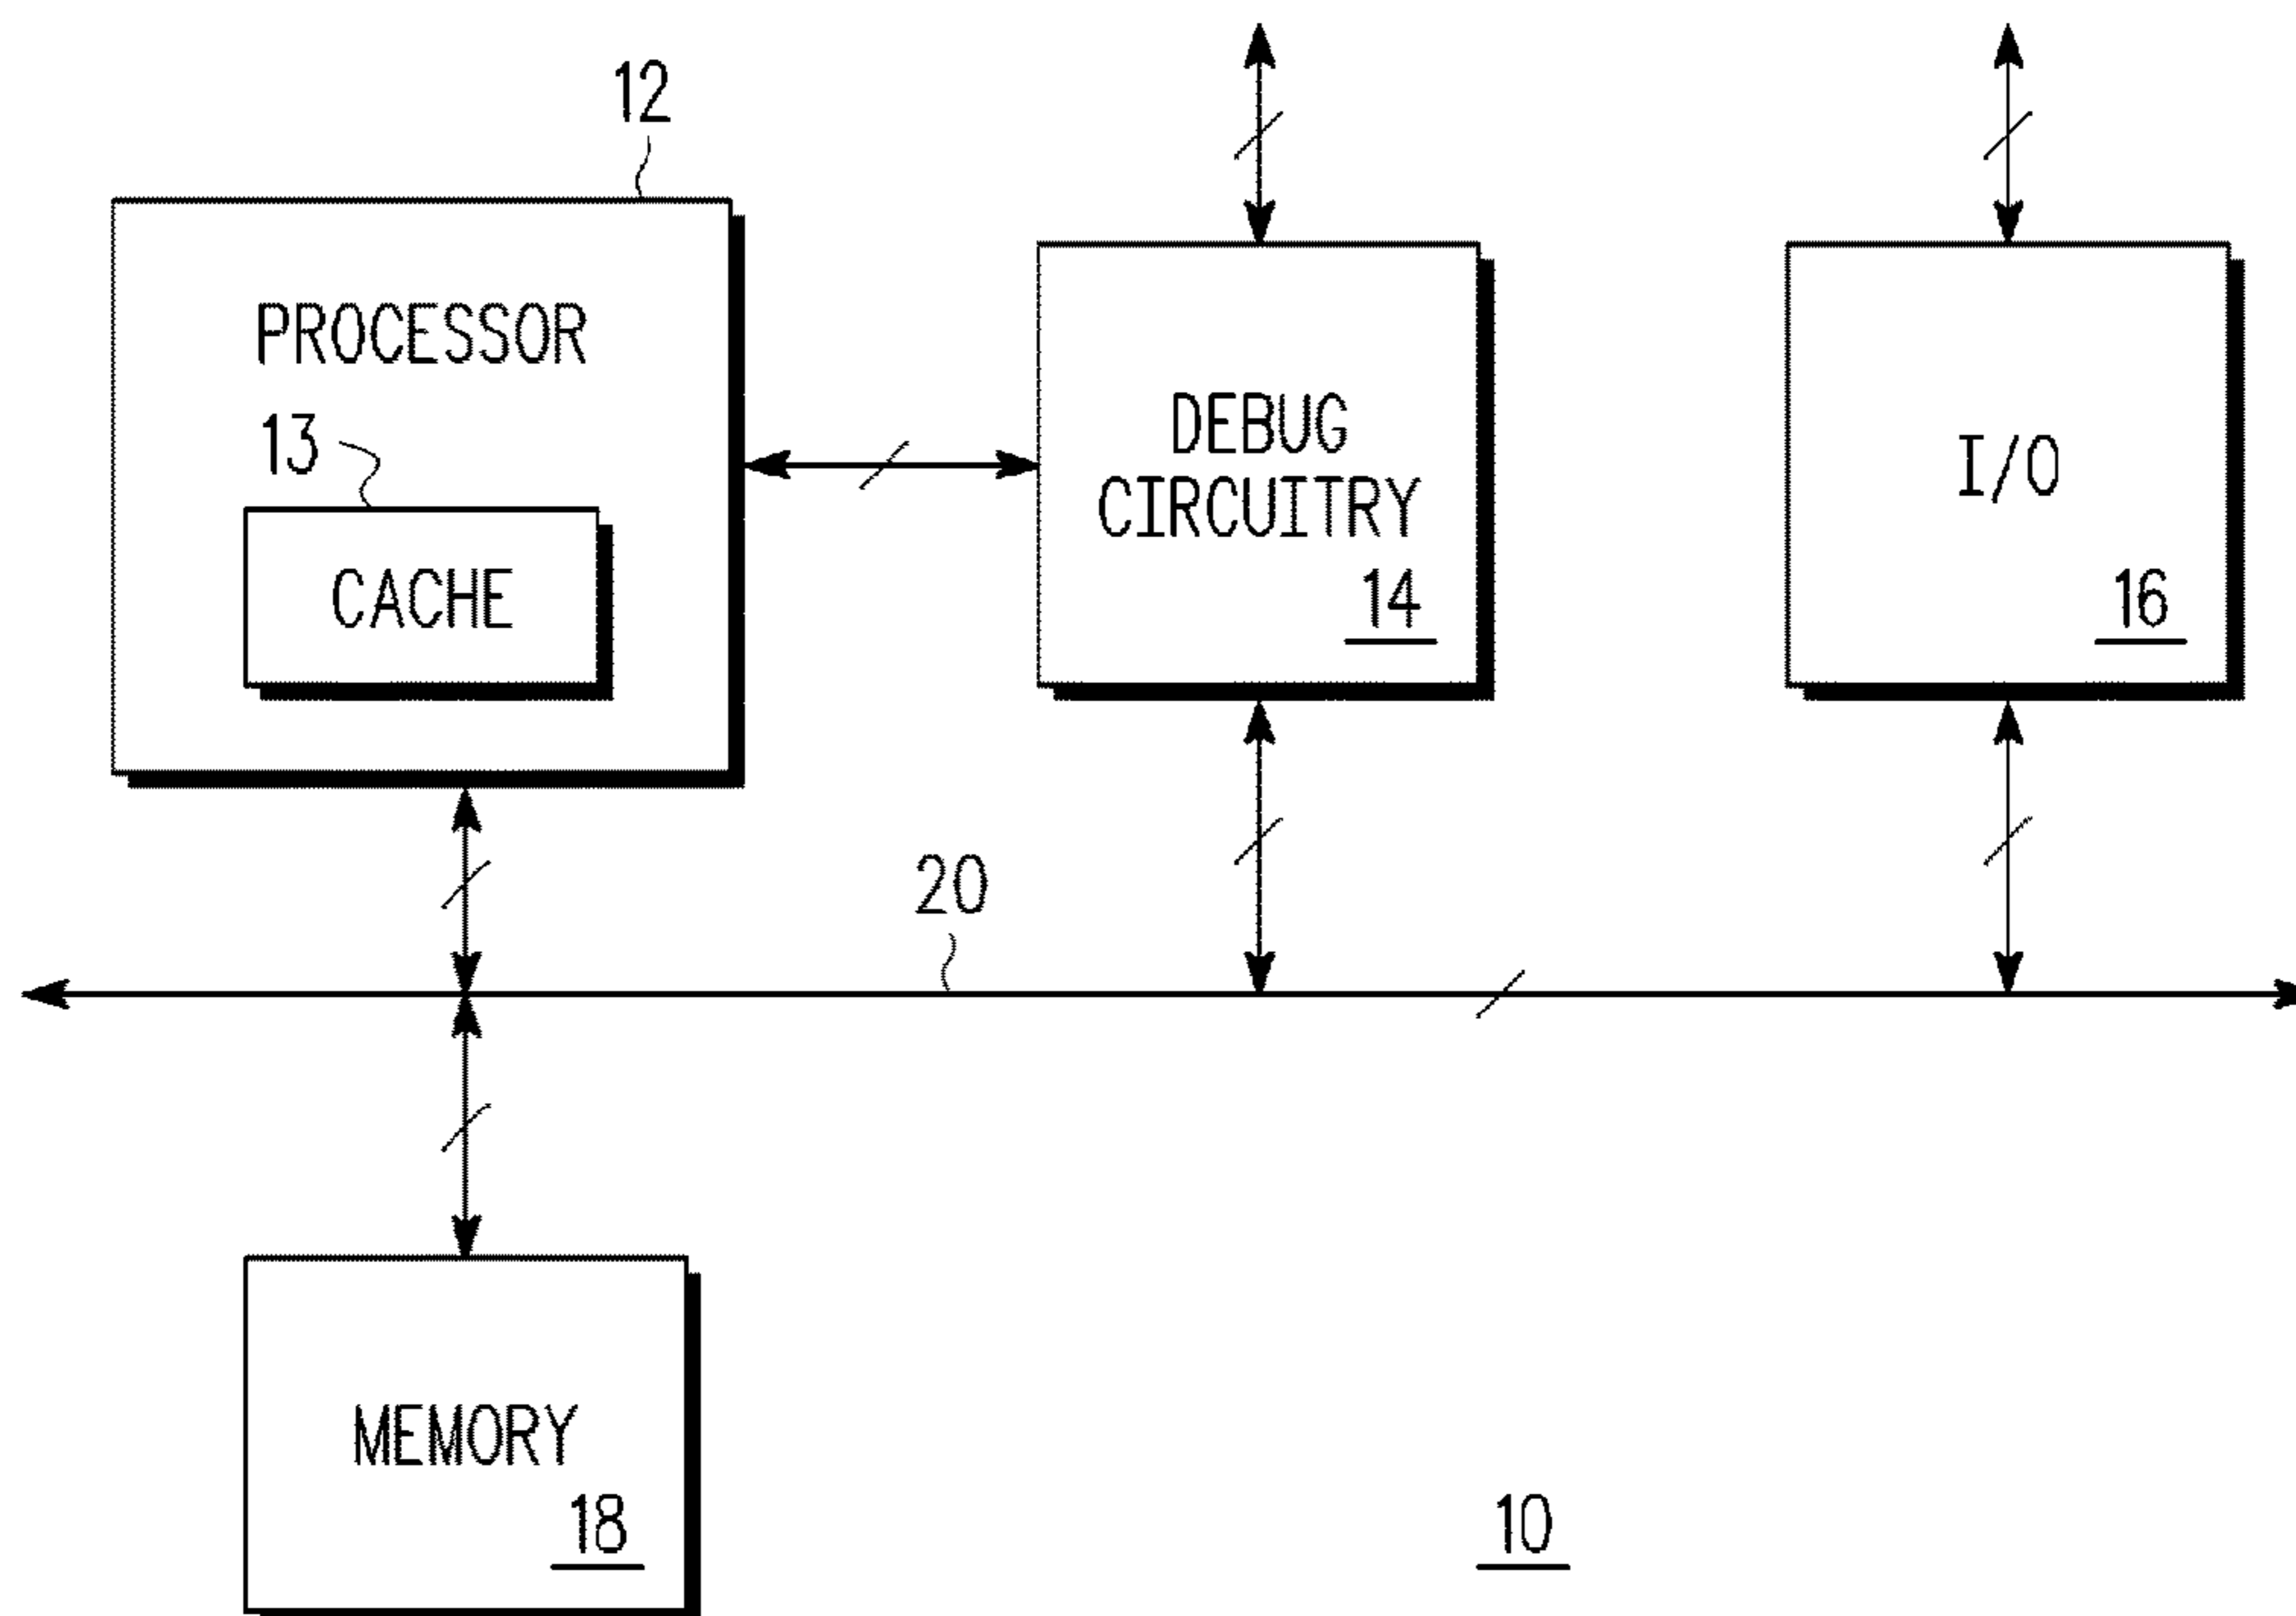 12
PROCESSOR
13
CACHE
DEBUG
CIRCUITRY
14
I/O
16
20
MEMORY
18
10